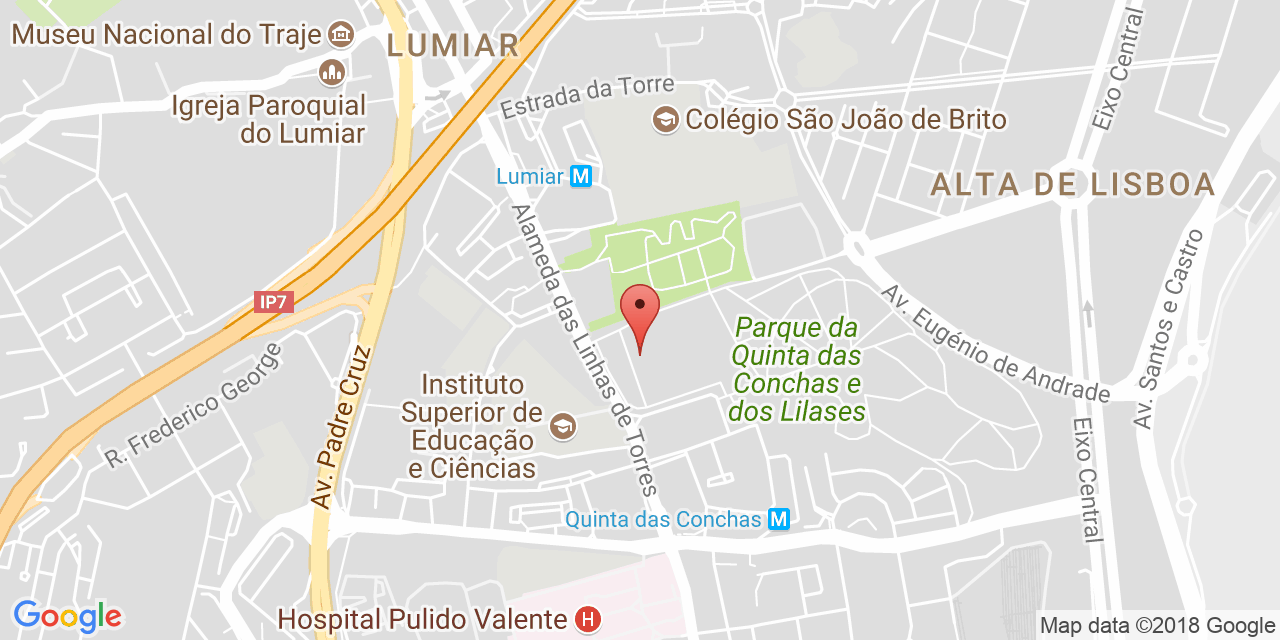 Museu Nacional do Traje
LUMIAR
Igreja Paroquial
do Lumiar
Estrada da Torre
Colégio São João de Brito
Eixo Central
Lumiar M
ALTA DE LISBOA
Alameda das Linhas de Torres
IP7
Av. Eugénio de Andrade
Av. Santos e Castro
Parque da
Quinta das
Conchas e
dos Lilases
R. Frederico George
Av. Padre Cruz
Instituto
Superior de
Educação
e Ciências
Eixo Central
Quinta das Conchas M
Hospital Pulido Valente H
Google
Map data ©2018 Google